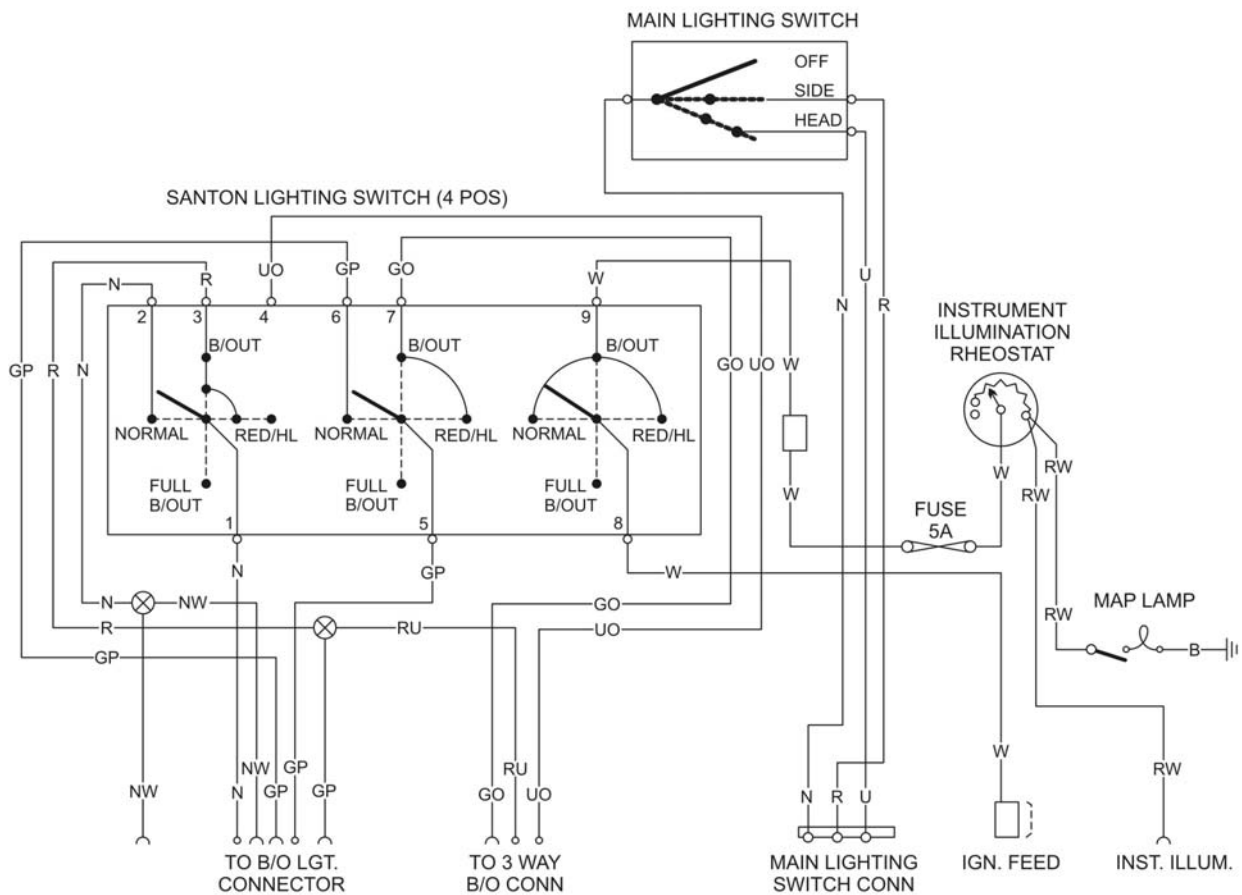 MAIN LIGHTING SWITCH
OFF
SIDE
HEAD
SANTON LIGHTING SWITCH (4 POS)
N
R
UO
GP
GO
W
U
N
R
2
3
4
6
7
9
INSTRUMENT
ILLUMINATION
RHEOSTAT
B/OUT
B/OUT
B/OUT
GP
R
N
GO
UO
W
NORMAL
RED/HL
NORMAL
RED/HL
NORMAL
RED/HL
W
RW
RW
FULL
B/OUT
FULL
B/OUT
FULL
B/OUT
W
FUSE
5A
1
5
8
N
GP
W
N
NW
GO
R
RU
UO
GP
RW
MAP LAMP
B
W
NW
GP
RU
RW
NW
N
GP
GP
GO
UO
N
R
U
TO B/O LGT.
CONNECTOR
TO 3 WAY
B/O CONN
MAIN LIGHTING
SWITCH CONN
IGN. FEED
INST. ILLUM.